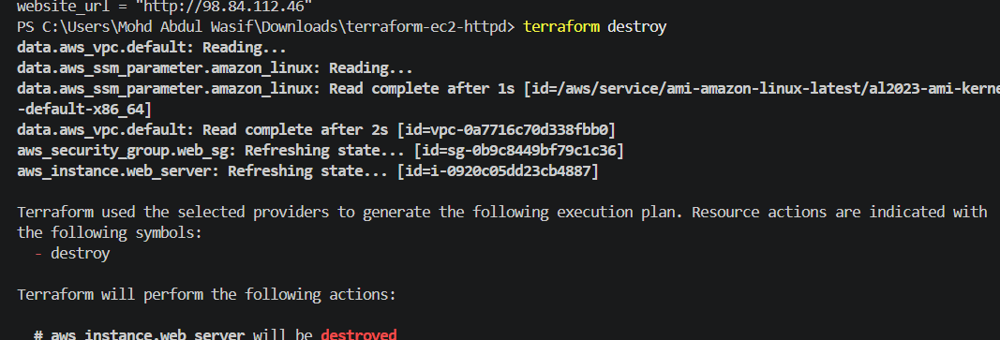 website_url = "http://98.84.112.46"
PS C:\Users\Mohd Abdul Wasif\Downloads\terraform-ec2-httpd> terraform destroy
data.aws_vpc.default: Reading...
data.aws_ssm_parameter.amazon_linux: Reading...
data.aws_ssm_parameter.amazon_linux: Read complete after 1s [id=/aws/service/ami-amazon-linux-latest/al2023-ami-kerne
-default-x86_64]
data.aws_vpc.default: Read complete after 2s [id=vpc-0a7716c70d338fbb0]
aws_security_group.web_sg: Refreshing state... [id=sg-0b9c8449bf79c1c36]
aws_instance.web_server: Refreshing state... [id=i-0920c05dd23cb4887]
Terraform used the selected providers to generate the following execution plan. Resource actions are indicated with
the following symbols:
- destroy
Terraform will perform the following actions:
# aws_instance.web_server will be destroyed